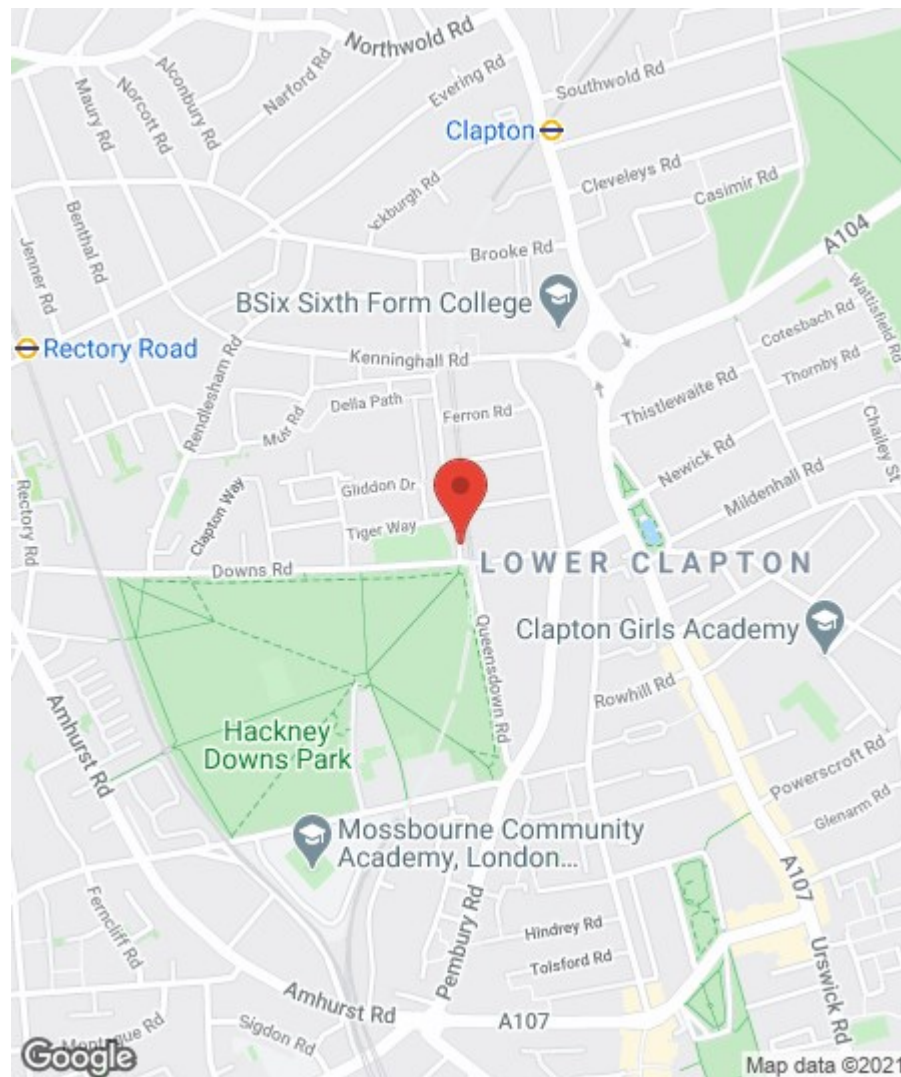 Northwold Rd
Southwold Rd
Evering Rd
Narford Rd
Alconbury Rd
Norcott Rd
Maury Rd
Clapton
Cleveleys Rd
Casimir Rd
ckburgh Rd
Benthal Rd
Jenner Rd
Brooke Rd
A104
BSix Sixth Form College
Wattisfield Rd
Cotesbach Rd
Rectory Road
Kenninghall Rd
Thornby Rd
Rendlesham Rd
Della Path
Thistlewaite Rd
Muir Rd
Ferron Rd
Chailey St
Newick Rd
Mildenhall Rd
Rectory Rd
Clapton Way
Gliddon Dr
Tiger Way
Downs Rd
LOWER CLAPTON
Queensdown Rd
Clapton Girls Academy
Rowhill Rd
Amhurst Rd
Hackney
Downs Park
Powerscroft Rd
Glenarm Rd
Mossbourne Community
Academy, London...
A107
Pembury Rd
Ferncliff Rd
Hindrey Rd
Tolsford Rd
Urswick Rd
Amhurst Rd
A107
Sigdon Rd
Montague Rd
Google
Map data ©2021